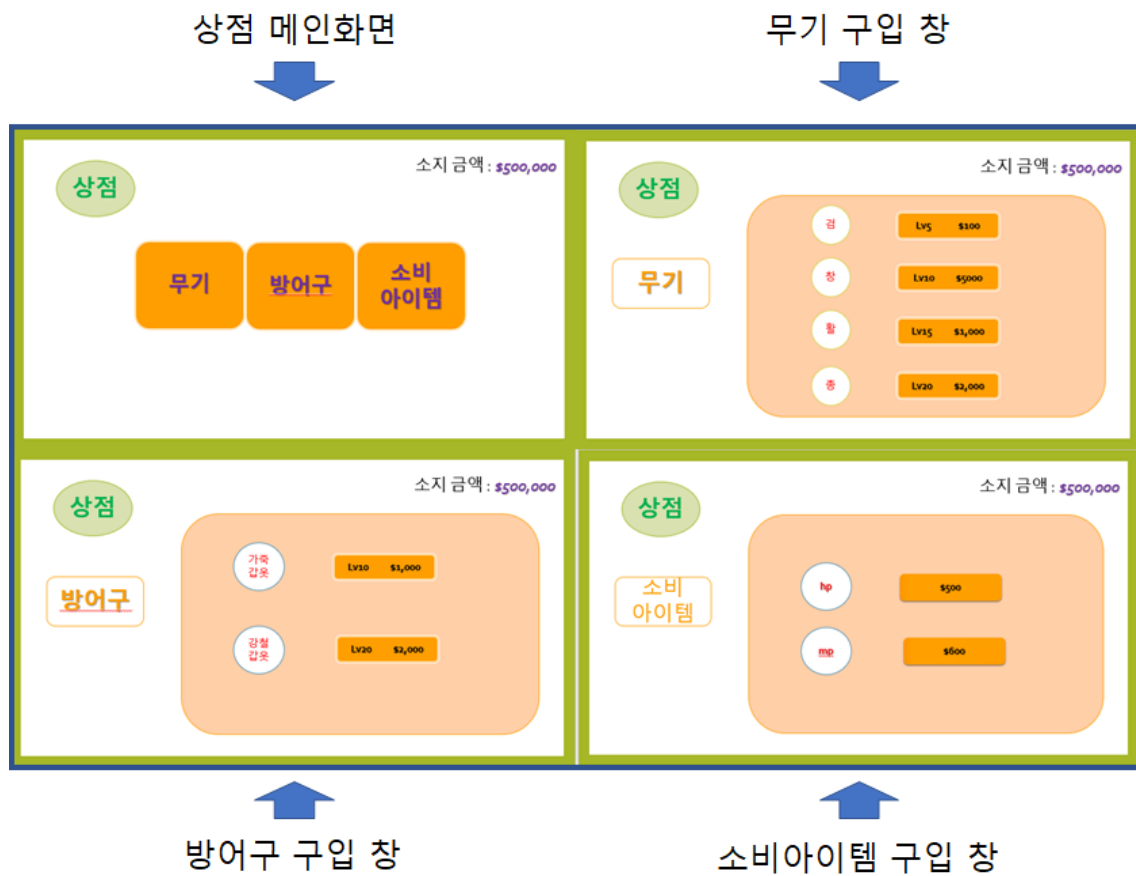 상점 메인화면
무기 구입 창
상점
소지 금액 : $500,000
무기
방어구
소비
아이템
상점
소지 금액 : $500,000
무기
검
Lv5 $100
창
Lv10 $5000
활
Lv15 $1,000
총
Lv20 $2,000
상점
소지 금액 : $500,000
방어구
가죽
갑옷
Lv10 $1,000
강철
갑옷
Lv20 $2,000
상점
소지 금액 : $500,000
소비
아이템
hp
$500
mp
$600
방어구 구입 창
소비아이템 구입 창